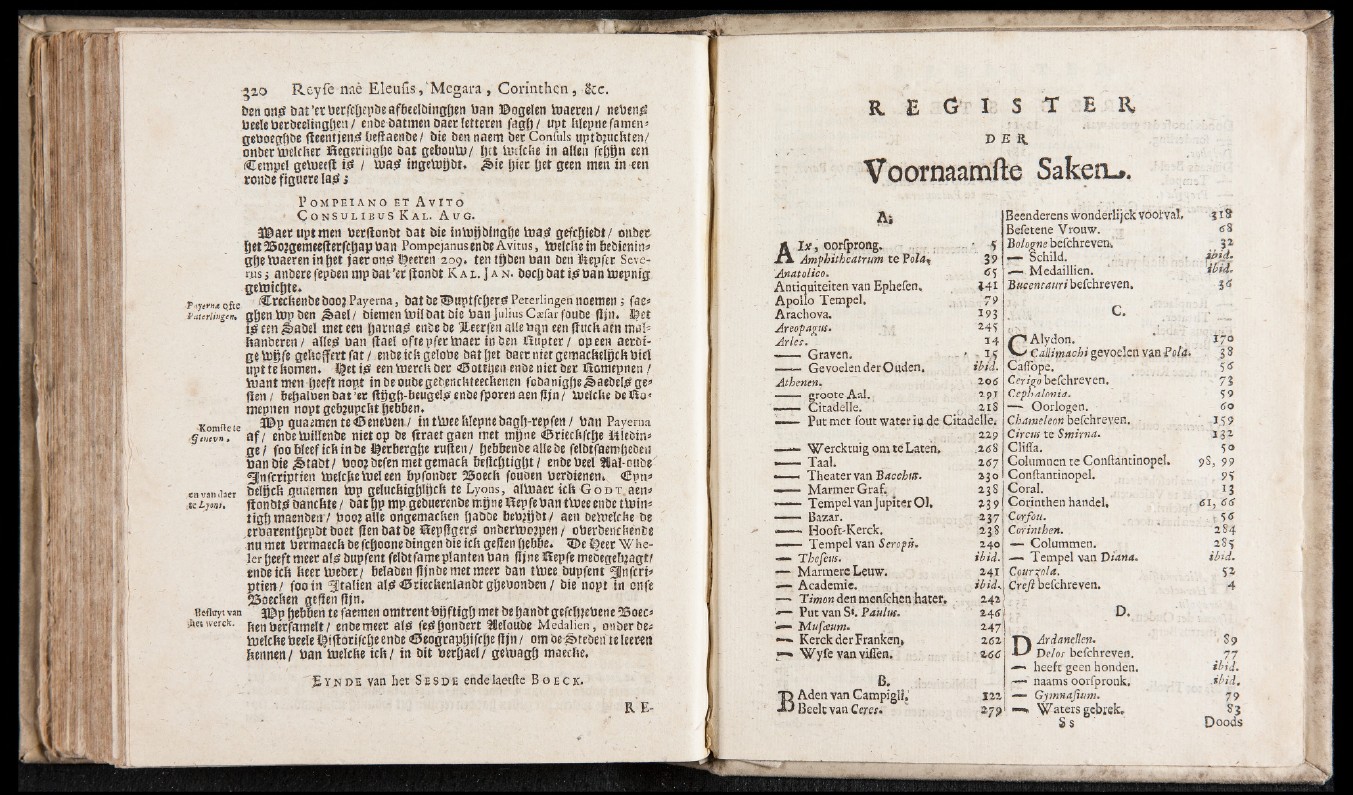 320 Reyse naè Eleusis, Megara, Corinthen, &c.
den ons dat 'er verscheyde afbeeldinghen van Vogelen waeren / nevens
veele verdeelinghen / ende datmen daer letteren sagh / uyt kleyne samen-
gevoeghde steentjens bestaende / die den naem der Consuls uytdruckten /
onder welcker Regeringhe dat gebouw / het welcke in allen schijn een
Tempel geweest is / was ingewijdt. Sie hier het geen men in een
ronde figuere las;
POMPEIANO ET AVITO
CONSULIBUS KAL. AUG.
Waer uyt men verstondt dat die inwijdinghe was geschiedt / onder
het Borgemeesterschap van Pompejanus ende Avitus, welcke in bedienin-
ghe waeren in het jaer ons Heeren 209. ten tijden van den Keyser Seve-
rus; andere seyden my dat 'er stondt KAL. JAN. doch dat is van weynig
gewichte.
Payerna ofte
Paterlingen.
Treckende door Payerna, dat de Duytschers Peterlingen noemen; sae-
ghen wy den Sael / diemen wil dat die van Julius Cæsar soude zijn. Het
is een Sadel met een harnas ende de Leersen alle van een stuck aen mal-
kanderen / alles van stael ofte yser waer in den Ruyter / op een aerdi-
ge wijse gekoffert sat / ende ick gelove dat het daer niet gemackelijck viel
uyt te komen. Het is een werck der Gotthen ende niet der Romeynen /
want men heeft noyt in de oude gedenckteeckenen sodanighe Saedels ge-
sien / behalven dat 'er stijgh-beugels ende sporen aen zijn / welcke de Ro-
meynen noyt gebruyckt hebben.
Komste te
Geneven.
Wy quaemen te Geneven / in twee kleyne dagh-reysen / van Payerna
af / ende willende niet op de straet gaen met mijne Griecksche kledin-
ge / soo bleef ick in de Herberghe rusten / hebbende alle de seldtsaemheden
van die Stadt / voor desen met gemack besichtight / ende veel Al-oude
Inscriptien welcke wel een bysonder Boeck souden verdienen. Eyn-
en van daer
te Lyons.
delijck quaemen wy geluckighlijck te Lyons, alwaer ick GODT aen-
stondts danckte / dat hy my geduerende mijne Reyse van twee ende twin-
tigh maenden / voor alle ongemacken hadde bewijdt / aen dewelcke de
ervarentheydt doet sien dat de Reysigers onderworpen / overdenckende
nu met vermaeck de schoone dingen die ick gesien hebbe. De Heer Whe-
ler heeft meer als duysent seldtsame planten van zijne Reyse medegebragt /
ende ick keer weder / beladen zijnde met meer dan twee duysent Inscri-
ptien / soo in Italien als Grieckenlandt ghevonden / die noyt in onse
Boecken gesien zijn.
Besluyt van
het werck.
Wy hebben te saemen omtrent vijftigh met de handt geschrevene Boec-
ken versamelt / ende meer als ses hondert Aeloude Medalien, onder de-
welcke veele Historische ende Geographische zijn / om de Steden te leeren
kennen / van welcke ick / in dit verhael / gewagh maecke.
EYNDE van het SESDE ende laetste BOECK.
RE-
REGISTER
DER
Voornaamste Saken.
A.
AIx, oorsprong. 5
Amphitheatrum te Pola. 39
Anatolico. 65
Antiquiteiten van Ephesen. 141
Apollo Tempel. 79
Arachova. 193
Areopagus. 245
Arles. 14
—— Graven. 15
—— Gevoelen der Ouden. ibid.
Athenen. 206
—— groote Aal. 291
—— Citadelle. 218
—— Put met sout water in de Citadelle.
229
—— Wercktuig om te Laten. 268
—— Taal. 267
—— Theater van Bacchus. 230
—— Marmer Graf. 238
—— Tempel van Jupiter Ol. 239
—— Bazar. 237
—— Hooft-Kerck. 238
—— Tempel van Serapis. 240
— Theseus. ibid.
— Marmere Leuw. 241
— Academie. ibid.
— Timon den menschen hater. 242
— Put van St. Paulus. 246
— Musæum. 247
— Kerck der Francken. 262
— Wyse van vissen. 266
B.
BAden van Campigli. 122
Beelt van Ceres. 279
Beenderens wonderlijck voorval. 318
Besetene Vrouw. 68
Bologne beschreven. 32
— Schild. ibid.
— Medaillien. ibid.
Bucentauri beschreven. 36
C.
CAlydon. 170
Callimachi gevoelen van Pola. 38
Cassope. 56
Cerigo beschreven. 73
Cephalonia. 59
— Oorlogen. 60
Chameleon beschreven. 159
Circus te Smirna. 132
Clissa. 50
Columnen te Constantinopel. 98, 99
Constantinopel. 95
Coral. 13
Corinthen handel. 61, 66
Corfou. 56
Corinthen. 284
— Colummen. 285
— Tempel van Diana. ibid.
Courzola. 52
Crest beschreven. 4
D.
DArdanellen. 89
Delos beschreven. 77
— heeft geen honden. ibid.
— naams oorspronk. ibid.
— Gymnasium. 79
— Waters gebrek. 83
Ss Doods